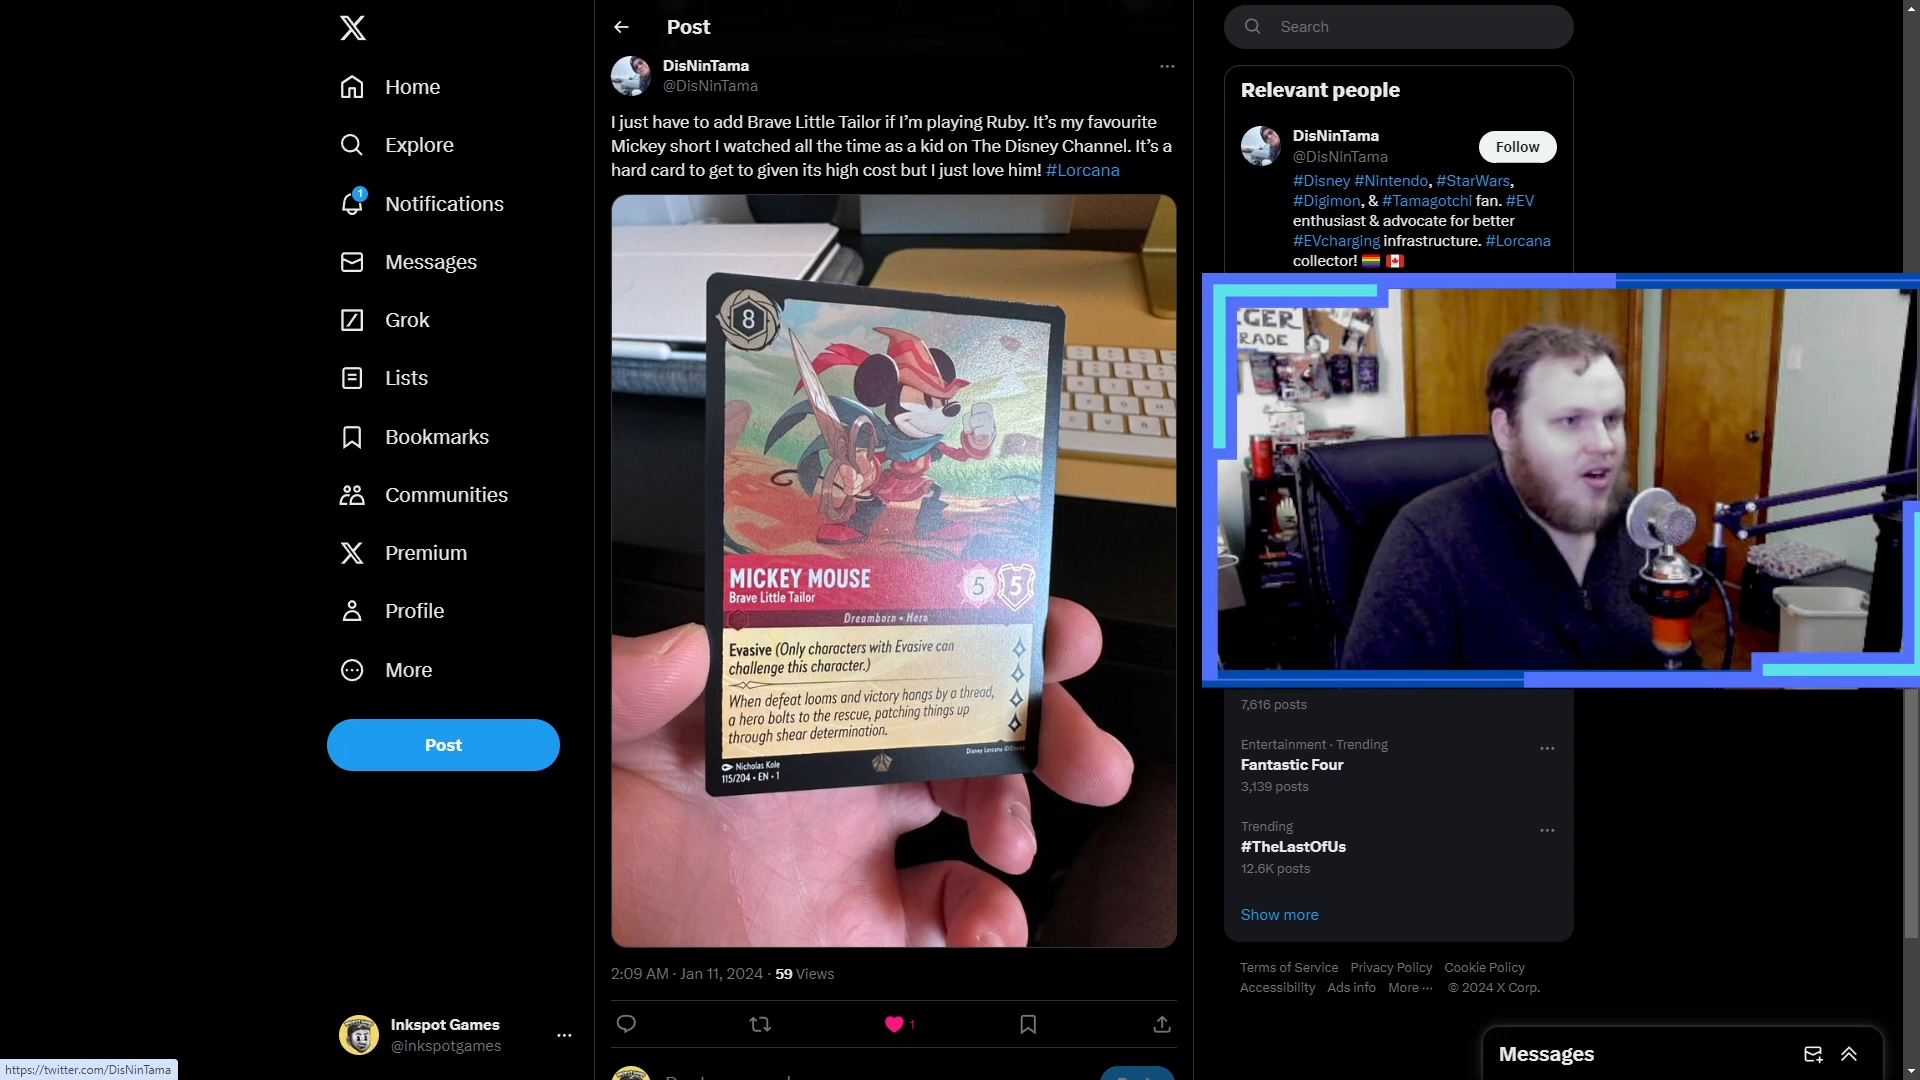 Home
Explore
1
Notifications
Messages
Grok
Lists
Bookmarks
Communities
Premium
Profile
More
Post
Inkspot Games
@inkspotgames
https://twitter.com/DisNinTama
Post
DisNinTama
@DisNinTama
I just have to add Brave Little Tailor if I’m playing Ruby. It’s my favourite
Mickey short I watched all the time as a kid on The Disney Channel. It’s a
hard card to get to given its high cost but I just love him! #Lorcana
8
MICKEY MOUSE
Brave Little Tailor
5 5
Dreamborn • Hero
Evasive (Only characters with Evasive can
challenge this character.)
When defeat looms and victory hangs by a thread,
a hero bolts to the rescue, patching things up
through shear determination.
Nicholas Kole
115/204 • EN • 1
Disney Lorcana ©Disney
2:09 AM · Jan 11, 2024 · 59 Views
1
Search
Relevant people
DisNinTama
@DisNinTama
Follow
#Disney #Nintendo, #StarWars,
#Digimon, & #Tamagotchi fan. #EV
enthusiast & advocate for better
#EVcharging infrastructure. #Lorcana
collector!
7,616 posts
Entertainment · Trending
Fantastic Four
3,139 posts
Trending
#TheLastOfUs
12.6K posts
Show more
Terms of Service Privacy Policy Cookie Policy
Accessibility Ads info More ··· © 2024 X Corp.
Messages